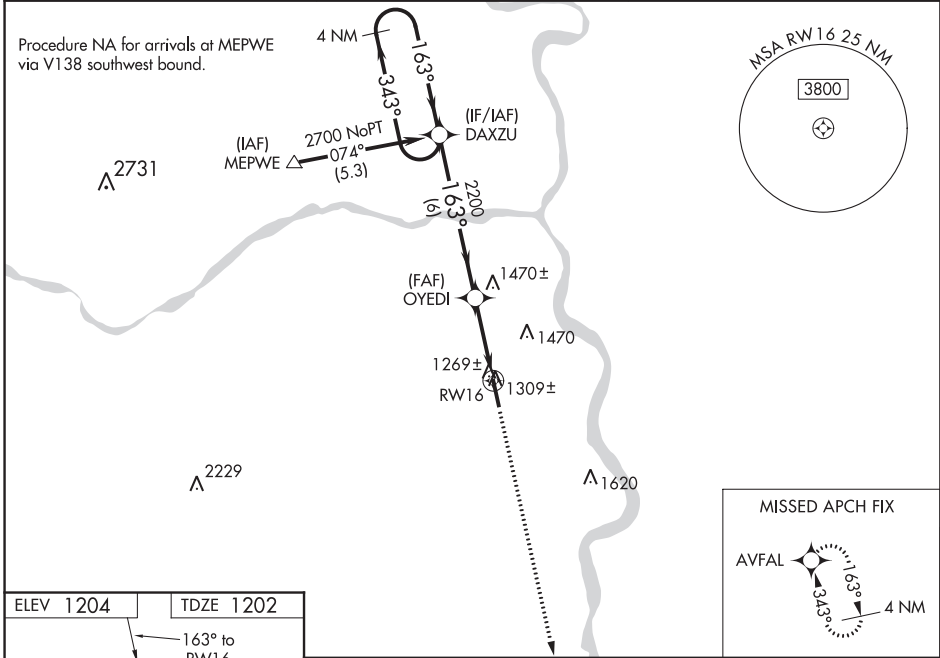 Procedure NA for arrivals at MEPWE
via V138 southwest bound.
4 NM
163°
343°
(IF/IAF)
DAXZU
(IAF)
MEPWE
2700 NoPT
074°
(5.3)
2731
MSA RW16 25 NM
3800
2200
163°
(6)
(FAF)
OYEDI
1470±
1470
1269±
RW16
1309±
2229
1620
MISSED APCH FIX
AVFAL
163°
343°
4 NM
ELEV 1204
TDZE 1202
163° to
RW16